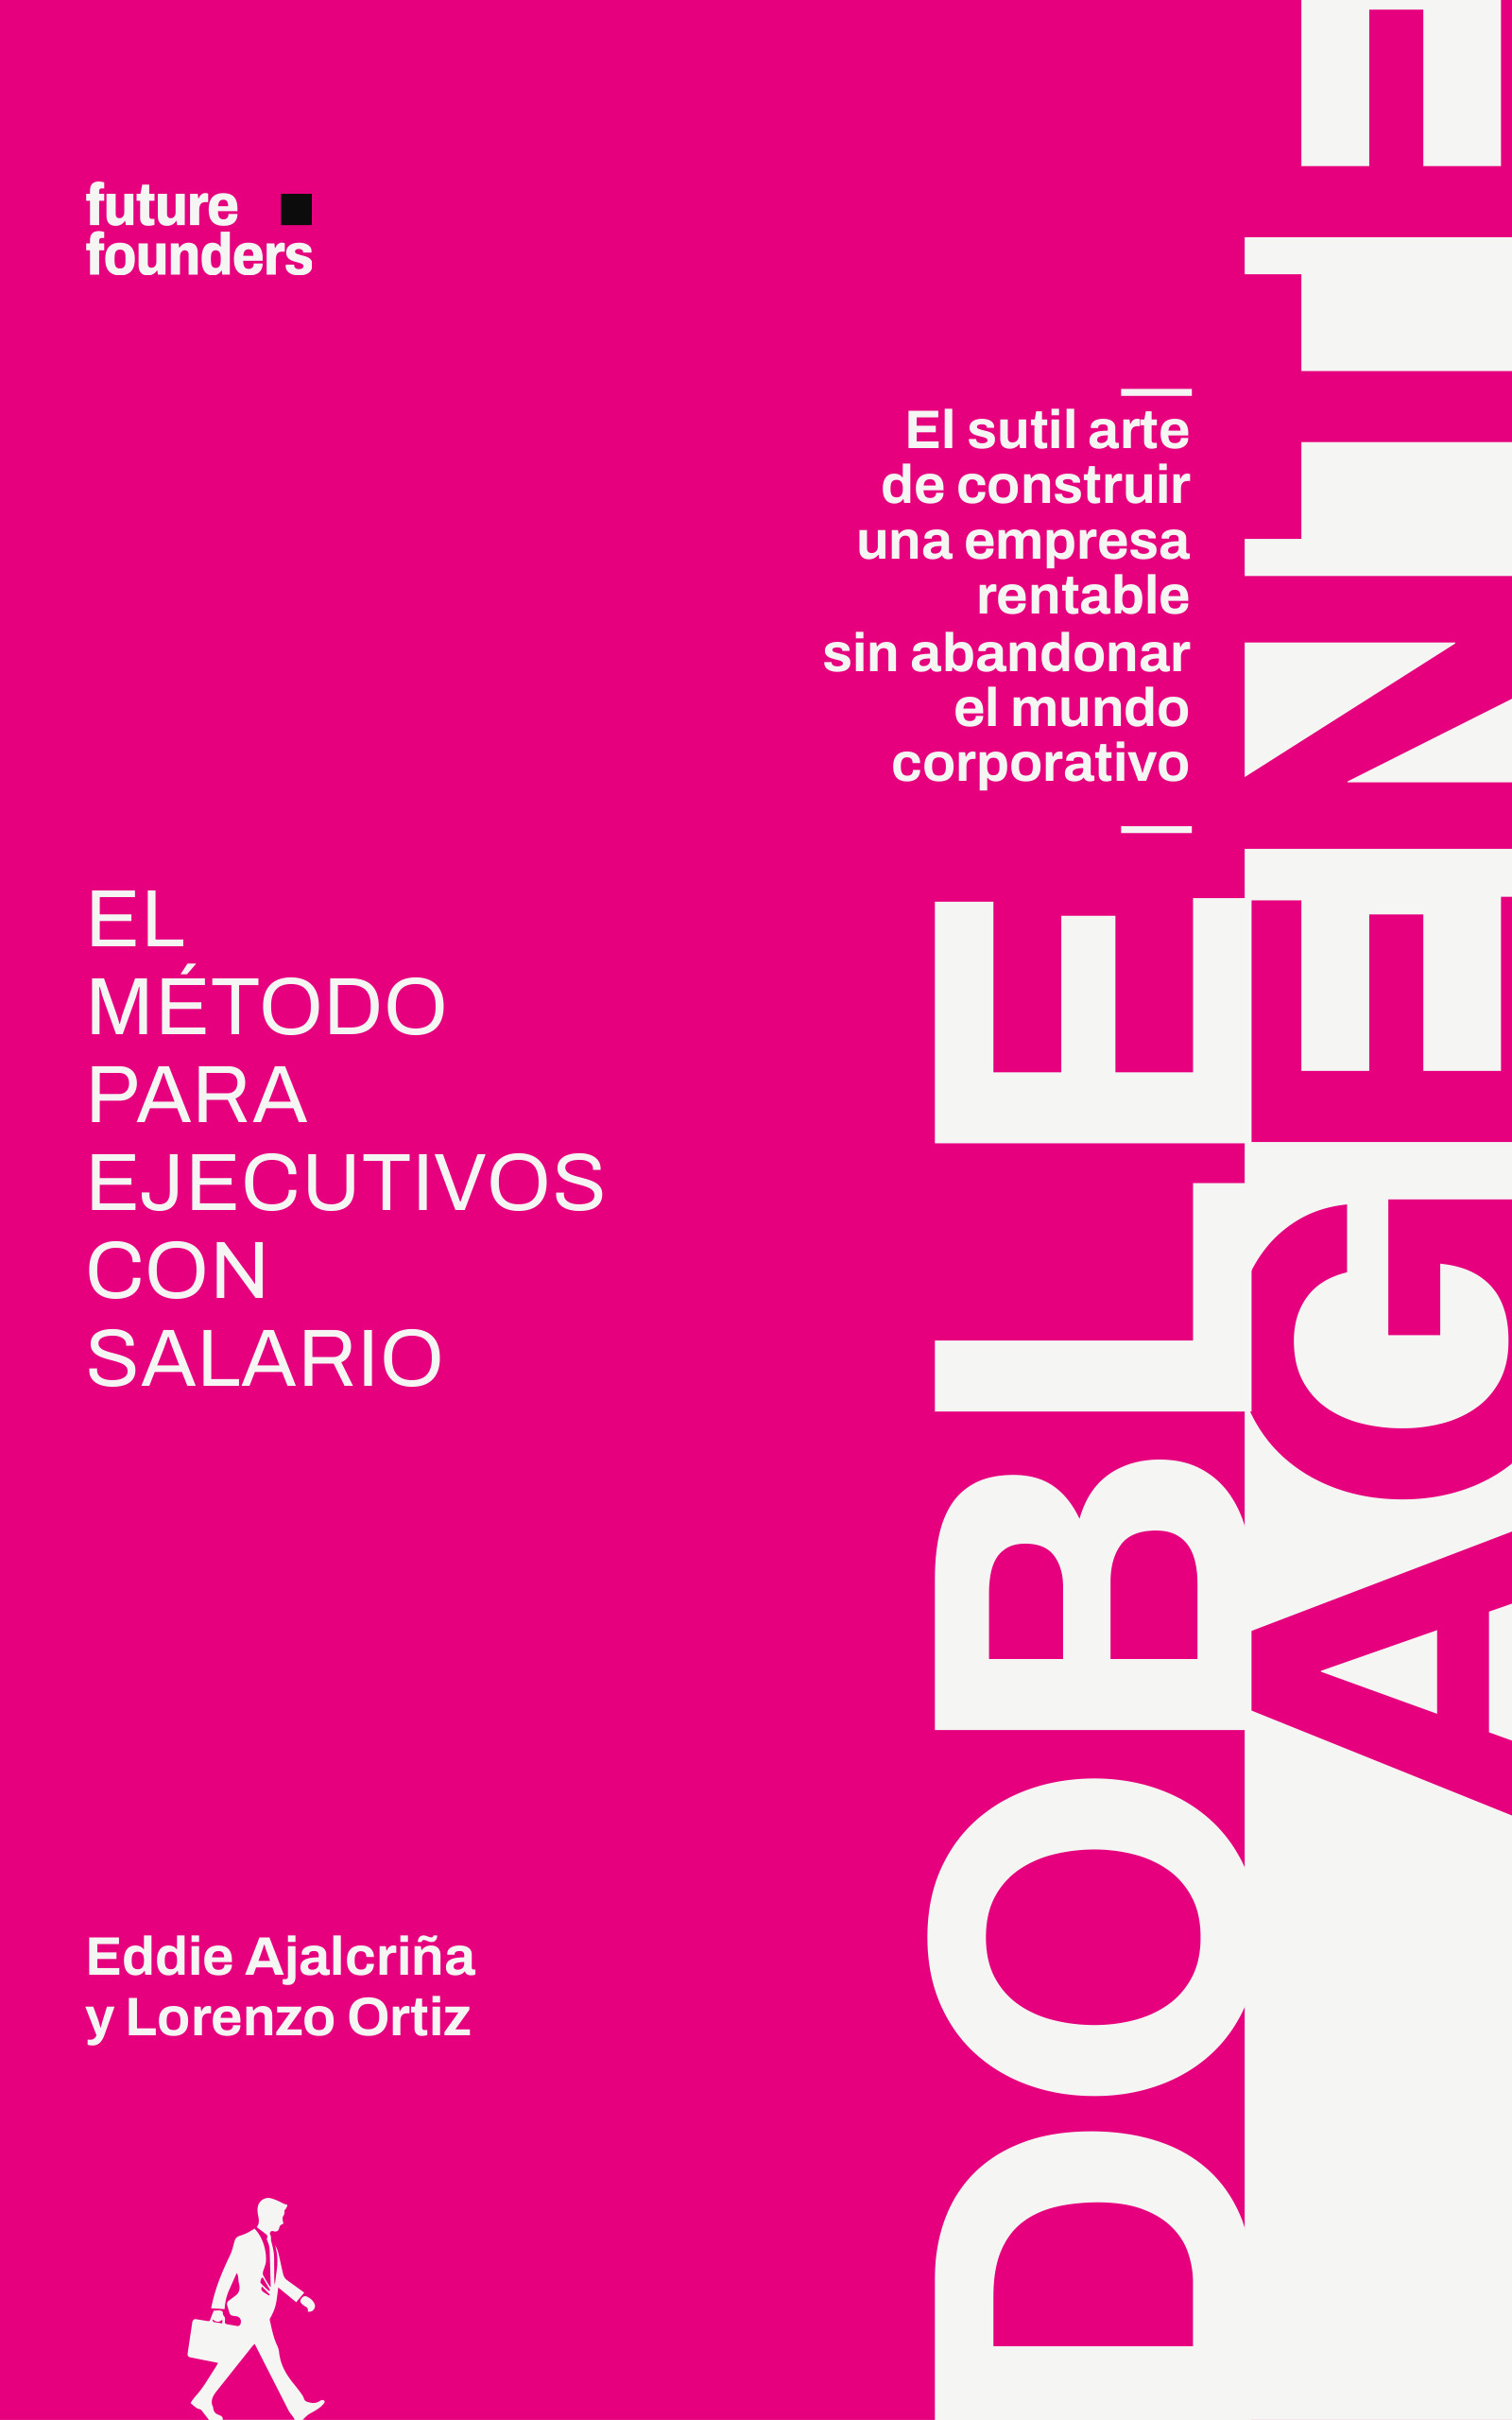 future
founders
El sutil arte
de construir
una empresa
rentable
sin abandonar
el mundo
corporativo
EL
MÉTODO
PARA
EJECUTIVOS
CON
SALARIO
DOBLE
AGENTE
Eddie Ajalcriña
y Lorenzo Ortiz